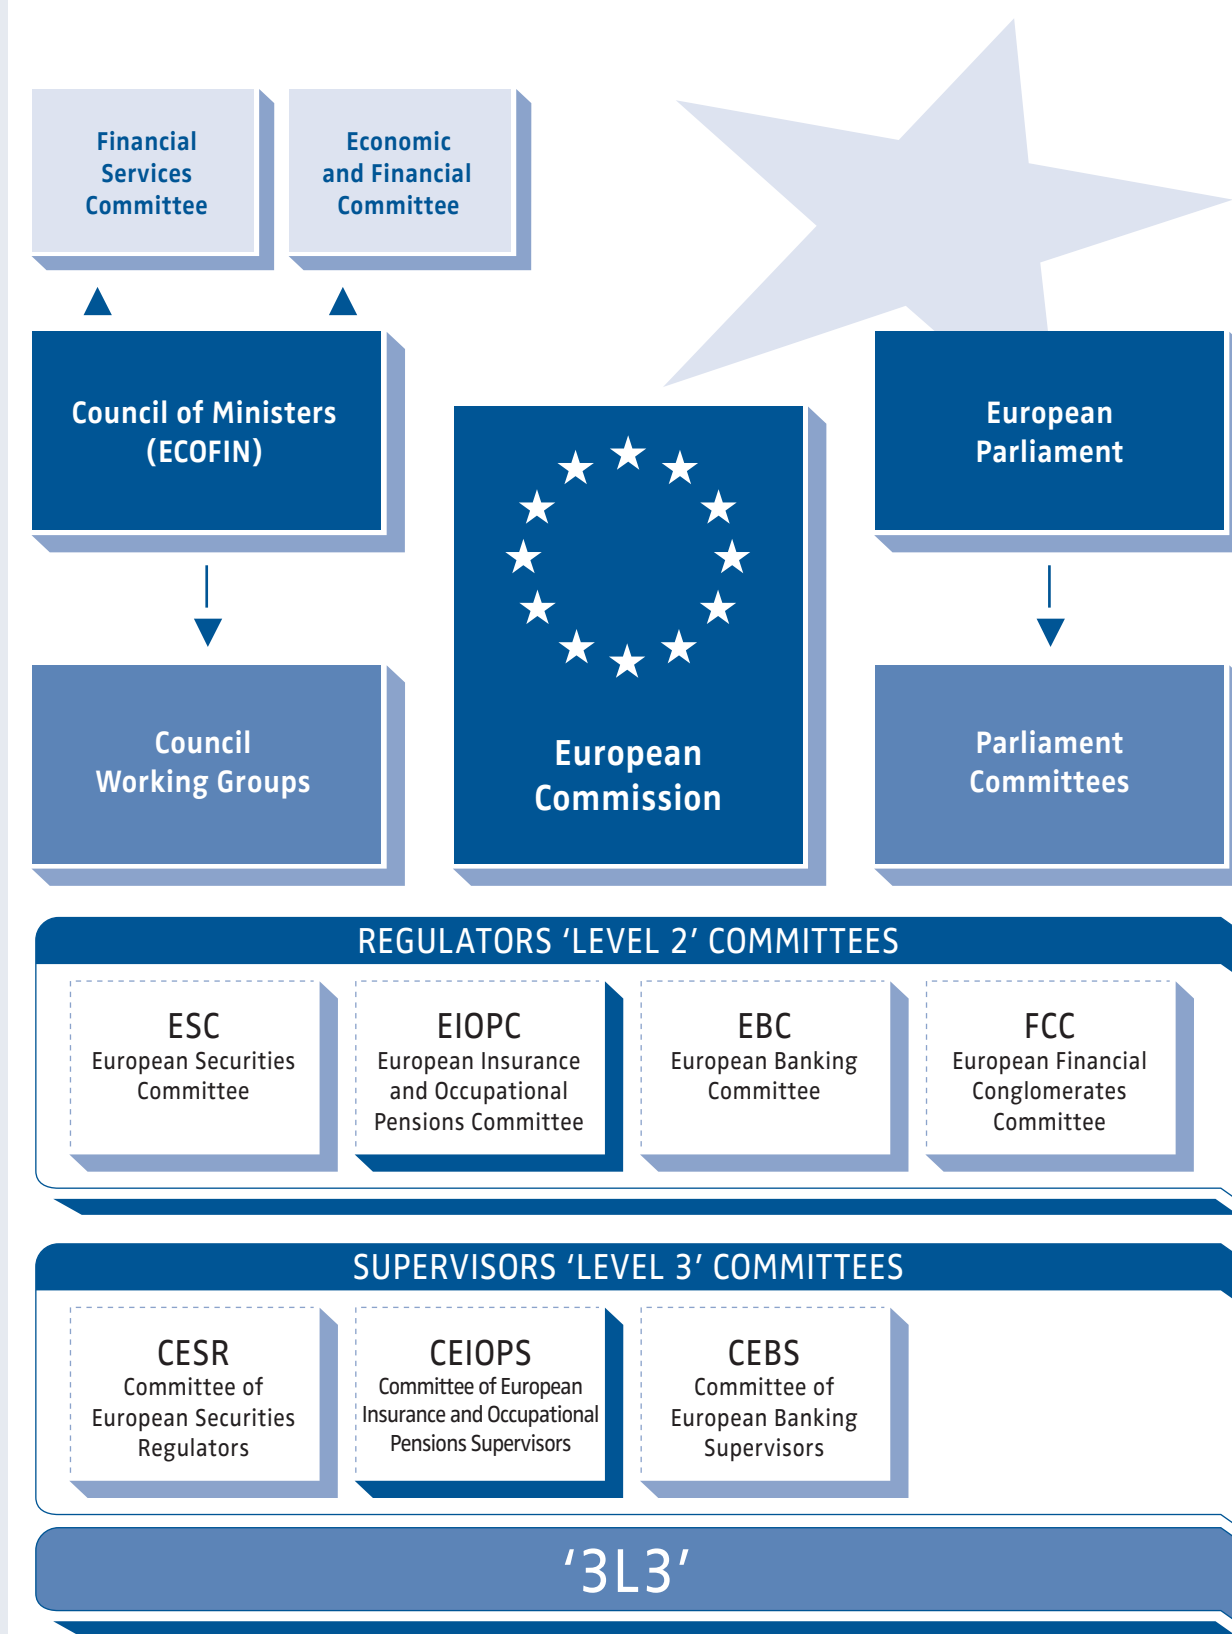 Financial
Services
Committee
Economic
and Financial
Committee
Council of Ministers
(ECOFIN)
European
Parliament
Council
Working Groups
European
Commission
Parliament
Committees
REGULATORS ‘LEVEL 2’ COMMITTEES
ESC
European Securities
Committee
EIOPC
European Insurance
and Occupational
Pensions Committee
EBC
European Banking
Committee
FCC
European Financial
Conglomerates
Committee
SUPERVISORS ‘LEVEL 3’ COMMITTEES
CESR
Committee of
European Securities
Regulators
CEIOPS
Committee of European
Insurance and Occupational
Pensions Supervisors
CEBS
Committee of
European Banking
Supervisors
‘3L3’